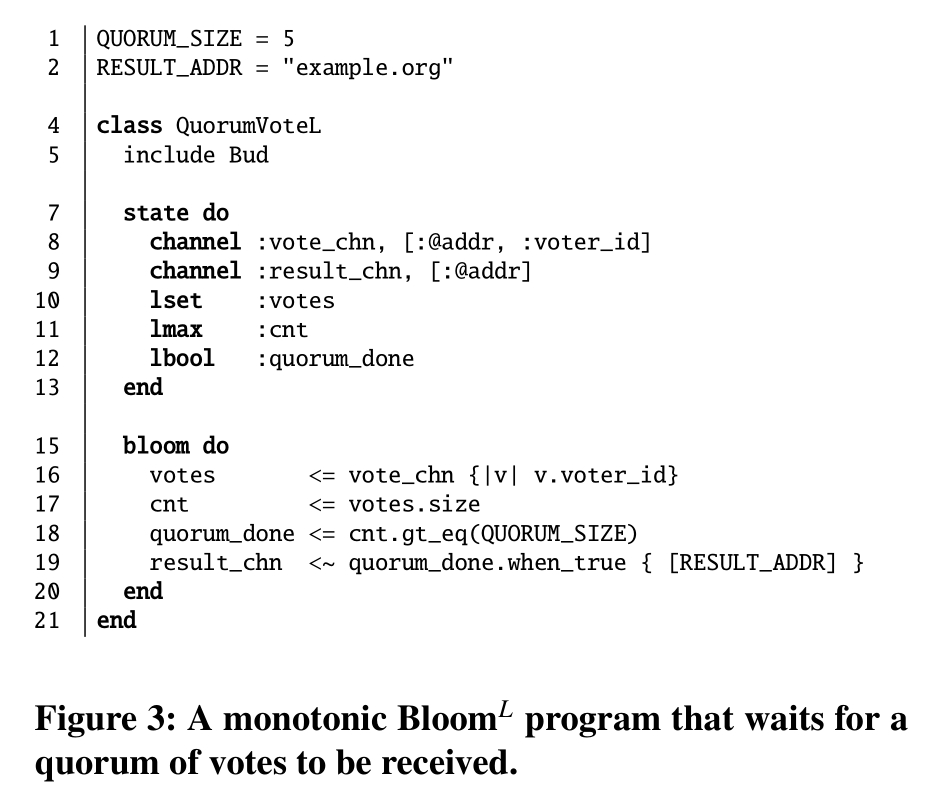 1 QUORUM_SIZE = 5
2 RESULT_ADDR = "example.org"
4 class QuorumVoteL
5 include Bud
7 state do
8 channel :vote_chn, [:@addr, :voter_id]
9 channel :result_chn, [:@addr]
10 lset :votes
11 lmax :cnt
12 lbool :quorum_done
13 end
15 bloom do
16 votes <= vote_chn {|v| v.voter_id}
17 cnt <= votes.size
18 quorum_done <= cnt.gt_eq(QUORUM_SIZE)
19 result_chn <~ quorum_done.when_true { [RESULT_ADDR] }
20 end
21 end
Figure 3: A monotonic Bloom^L program that waits for a
quorum of votes to be received.